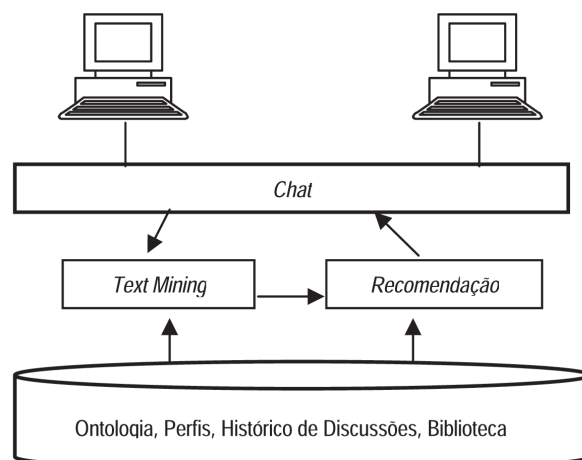 Chat
Text Mining
Recomendação
Ontologia, Perfis, Histórico de Discussões, Biblioteca